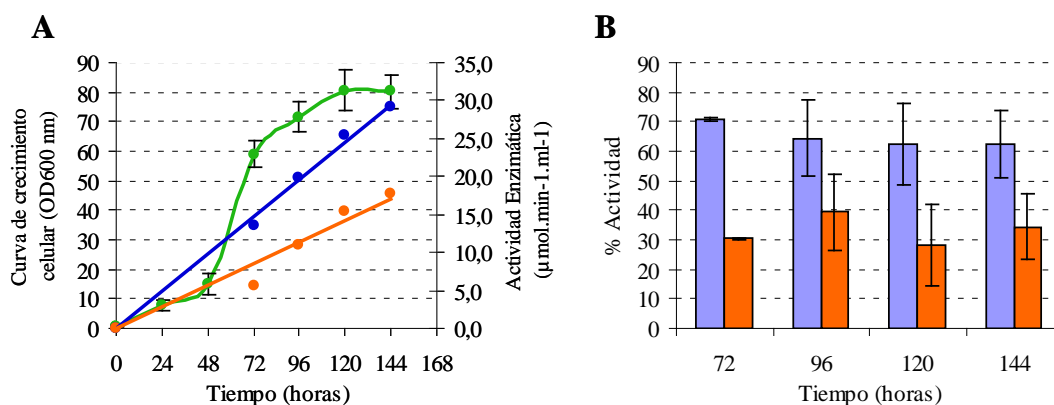 A
B
90
80
70
60
50
40
30
20
10
0
35,0
30,0
25,0
20,0
15,0
10,0
5,0
0,0
0 24 48 72 96 120 144 168
Curva de crecimiento
celular (OD600 nm)
Actividad Enzimática
(µmol.min-1.ml-1)
Tiempo (horas)
90
80
70
60
50
40
30
20
10
0
% Actividad
72 96 120 144
Tiempo (horas)